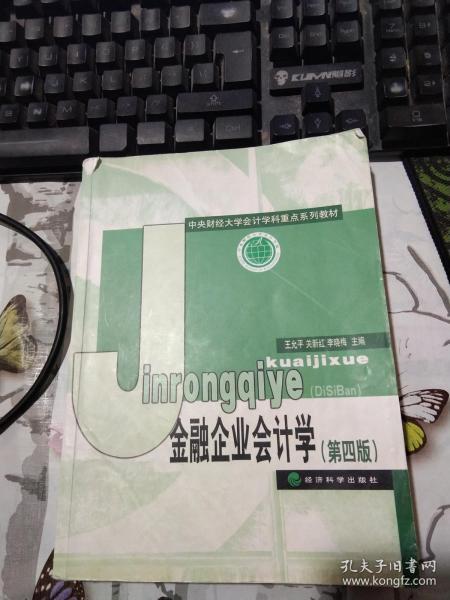 KUMN
中央财经大学会计学科重点系列教材
王允平 关新红 李晓梅 主编
kuaijixue
Jinrongqiye
(DiSiBan)
金融企业会计学(第四版)
经济科学出版社
孔夫子旧书网
www.kongfz.com